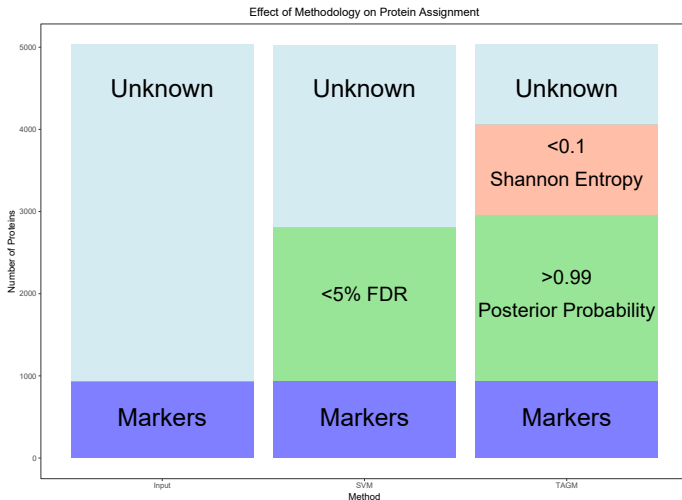 Effect of Methodology on Protein Assignment
Number of Proteins
5000
4000
3000
2000
1000
0
Unknown
Markers
Unknown
<5% FDR
Markers
Unknown
<0.1
Shannon Entropy
>0.99
Posterior Probability
Markers
Input
SVM
TAGM
Method